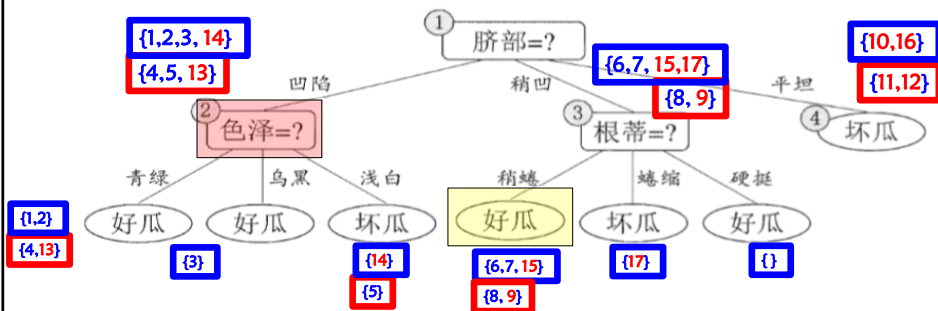 ① 脐部=?
{1,2,3, 14}
{4,5, 13}
{6,7, 15,17}
{8, 9}
{10,16}
{11,12}
凹陷
稍凹
平坦
② 色泽=?
③ 根蒂=?
④ 坏瓜
青绿
乌黑
浅白
稍蜷
蜷缩
硬挺
好瓜
好瓜
坏瓜
好瓜
坏瓜
好瓜
{1,2}
{4,13}
{3}
{14}
{5}
{6,7, 15}
{8, 9}
{17}
{ }